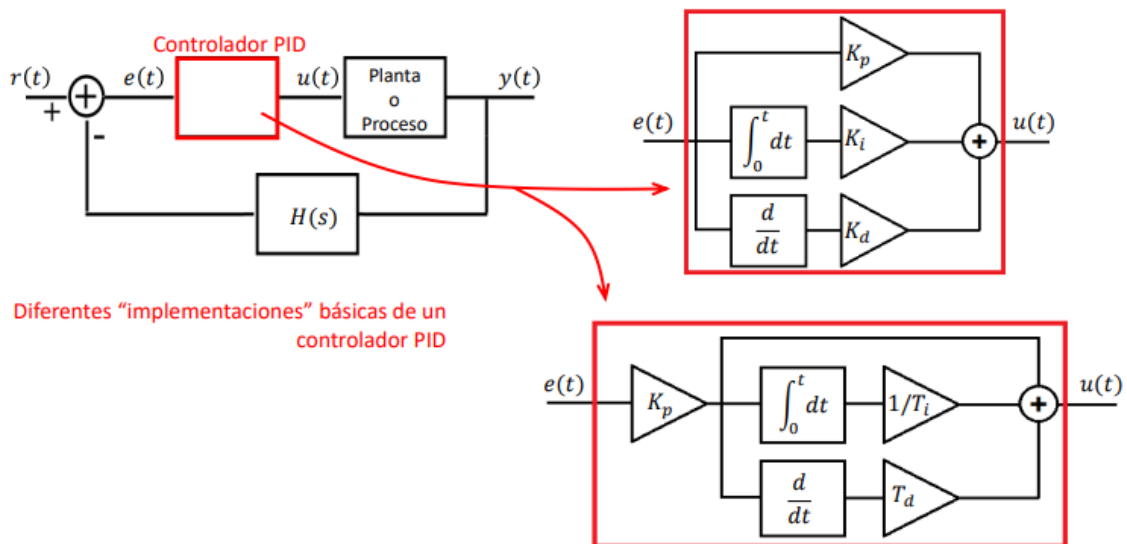 Controlador PID
r(t)
e(t)
u(t)
Planta
o
Proceso
y(t)
+
+
-
H(s)
Diferentes “implementaciones” básicas de un
controlador PID
e(t)
K_p
∫_0^t dt
K_i
d/dt
K_d
+
u(t)
e(t)
K_p
∫_0^t dt
1/T_i
d/dt
T_d
+
u(t)